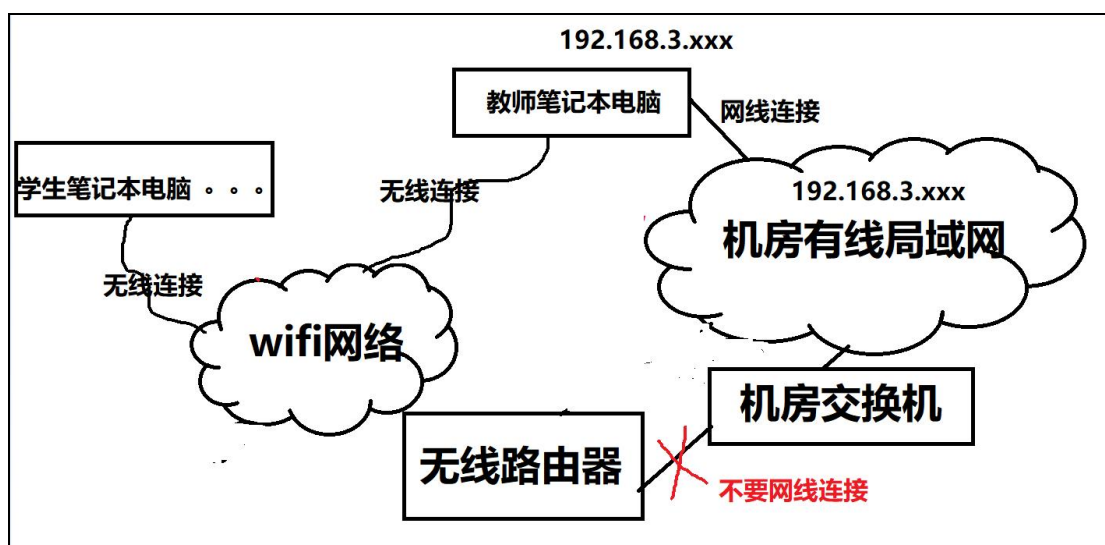 192.168.3.xxx
教师笔记本电脑
网线连接
学生笔记本电脑 。。。
无线连接
192.168.3.xxx
机房有线局域网
无线连接
wifi网络
机房交换机
无线路由器
不要网线连接